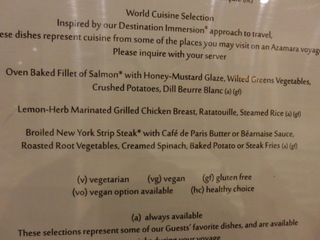 World Cuisine Selection
Inspired by our Destination Immersion® approach to travel,
these dishes represent cuisine from some of the places you may visit on an Azamara voyage
Please inquire with your server
Oven Baked Fillet of Salmon* with Honey-Mustard Glaze, Wilted Greens Vegetables,
Crushed Potatoes, Dill Beurre Blanc (a) (gf)
Lemon-Herb Marinated Grilled Chicken Breast, Ratatouille, Steamed Rice (a) (gf)
Broiled New York Strip Steak* with Café de Paris Butter or Béarnaise Sauce,
Roasted Root Vegetables, Creamed Spinach, Baked Potato or Steak Fries (a) (gf)
(v) vegetarian (vg) vegan (gf) gluten free
(vo) vegan option available (hc) healthy choice
(a) always available
These selections represent some of our Guests' favorite dishes, and are available